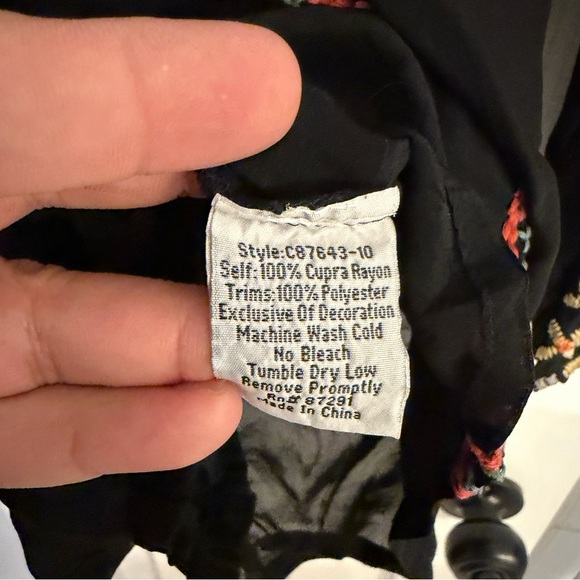 Style:C87643-10
Self:100% Cupra Rayon
Trims:100% Polyester
Exclusive Of Decoration
Machine Wash Cold
No Bleach
Tumble Dry Low
Remove Promptly
Rn# 87291
Made In China